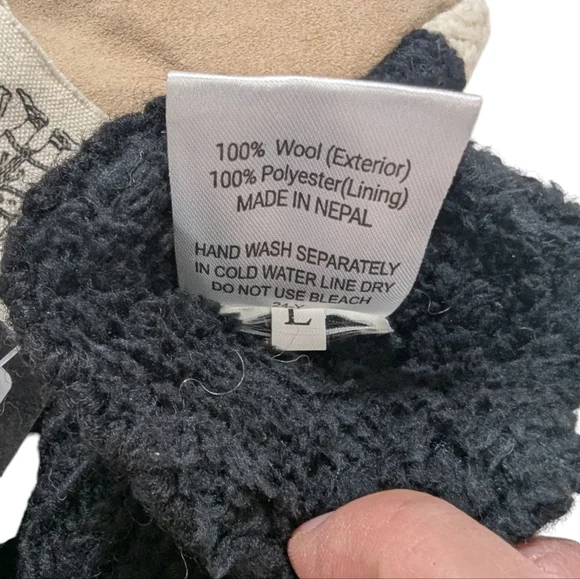 100% Wool (Exterior)
100% Polyester(Lining)
MADE IN NEPAL
HAND WASH SEPARATELY
IN COLD WATER LINE DRY
DO NOT USE BLEACH
L